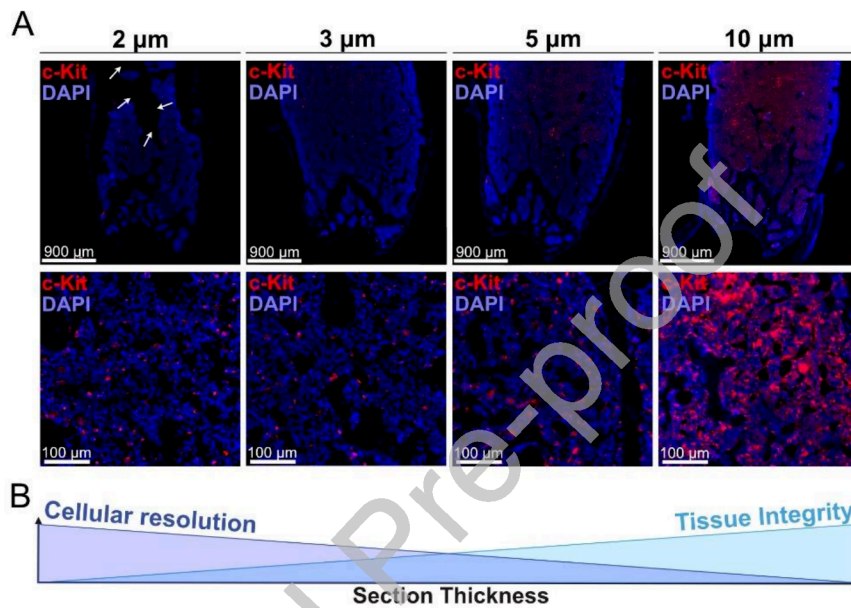 A
2 µm 3 µm 5 µm 10 µm
c-Kit c-Kit c-Kit c-Kit
DAPI DAPI DAPI DAPI
900 µm 900 µm 900 µm 900 µm
c-Kit c-Kit c-Kit c-Kit
DAPI DAPI DAPI DAPI
100 µm 100 µm 100 µm 100 µm
B
Cellular resolution Tissue Integrity
Section Thickness
l Pre-proof